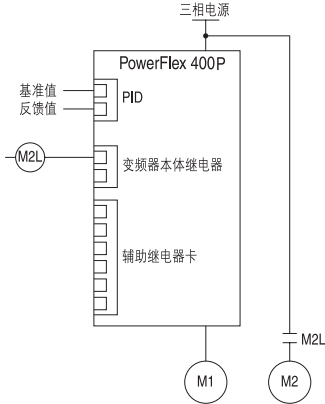 三相电源
PowerFlex 400P
基准值
反馈值
PID
M2L
变频器本体继电器
辅助继电器卡
M2L
M1
M2